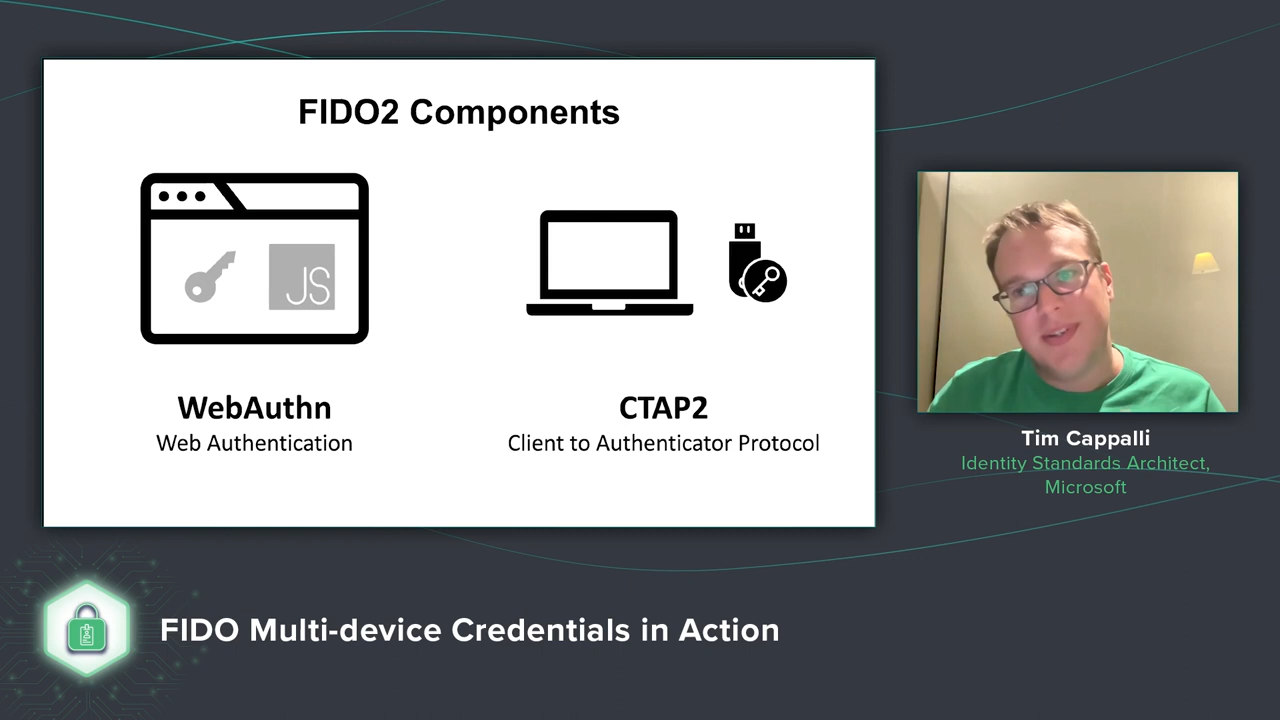 FIDO2 Components
JS
WebAuthn
Web Authentication
CTAP2
Client to Authenticator Protocol
Tim Cappalli
Identity Standards Architect,
Microsoft
FIDO Multi-device Credentials in Action